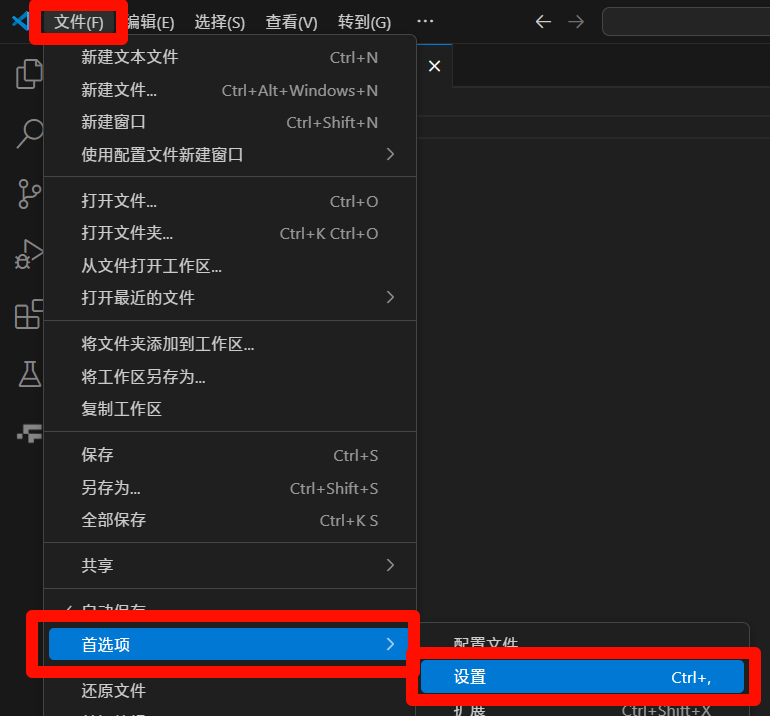 文件(F) 编辑(E) 选择(S) 查看(V) 转到(G) ···
新建文本文件 Ctrl+N
新建文件... Ctrl+Alt+Windows+N
新建窗口 Ctrl+Shift+N
使用配置文件新建窗口
打开文件... Ctrl+O
打开文件夹... Ctrl+K Ctrl+O
从文件打开工作区...
打开最近的文件
将文件夹添加到工作区...
将工作区另存为...
复制工作区
保存 Ctrl+S
另存为... Ctrl+Shift+S
全部保存 Ctrl+K S
共享
自动保存
首选项
配置文件
设置 Ctrl+,
还原文件
扩展 Ctrl+Shift+X